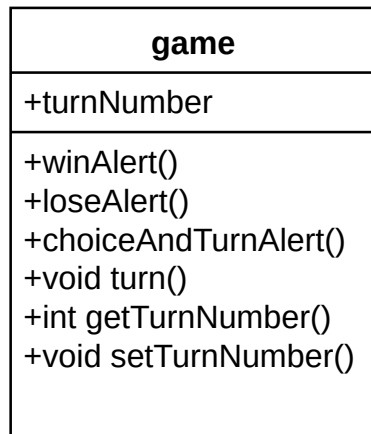 game
+turnNumber
+winAlert()
+loseAlert()
+choiceAndTurnAlert()
+void turn()
+int getTurnNumber()
+void setTurnNumber()